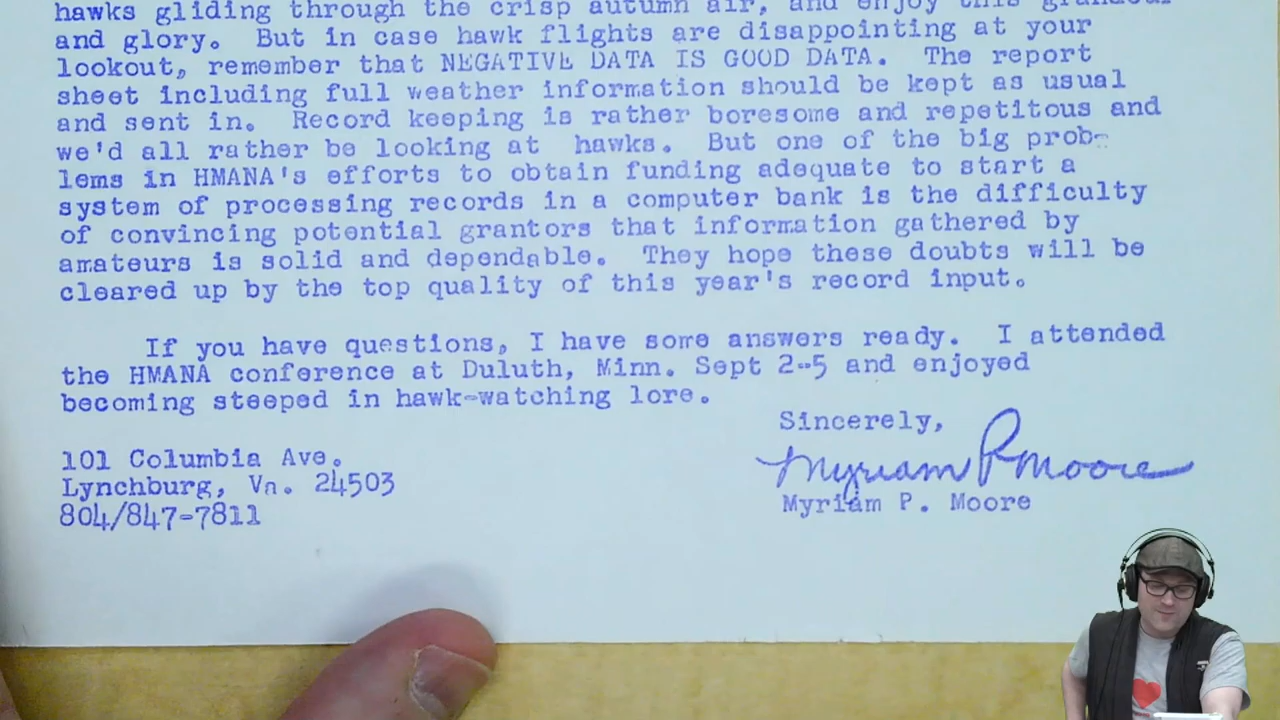 hawks gliding through the crisp autumn air, and enjoy this grandeur
and glory.  But in case hawk flights are disappointing at your
lookout, remember that NEGATIVE DATA IS GOOD DATA.  The report
sheet including full weather information should be kept as usual
and sent in.  Record keeping is rather boresome and repetitous and
we'd all rather be looking at  hawks.  But one of the big prob-
lems in HMANA's efforts to obtain funding adequate to start a
system of processing records in a computer bank is the difficulty
of convincing potential grantors that information gathered by
amateurs is solid and dependable.  They hope these doubts will be
cleared up by the top quality of this year's record input.
If you have questions, I have some answers ready.  I attended
the HMANA conference at Duluth, Minn. Sept 2-5 and enjoyed
becoming steeped in hawk-watching lore.
Sincerely,
Myriam P Moore
Myriam P. Moore
101 Columbia Ave.
Lynchburg, Va. 24503
804/847-7811